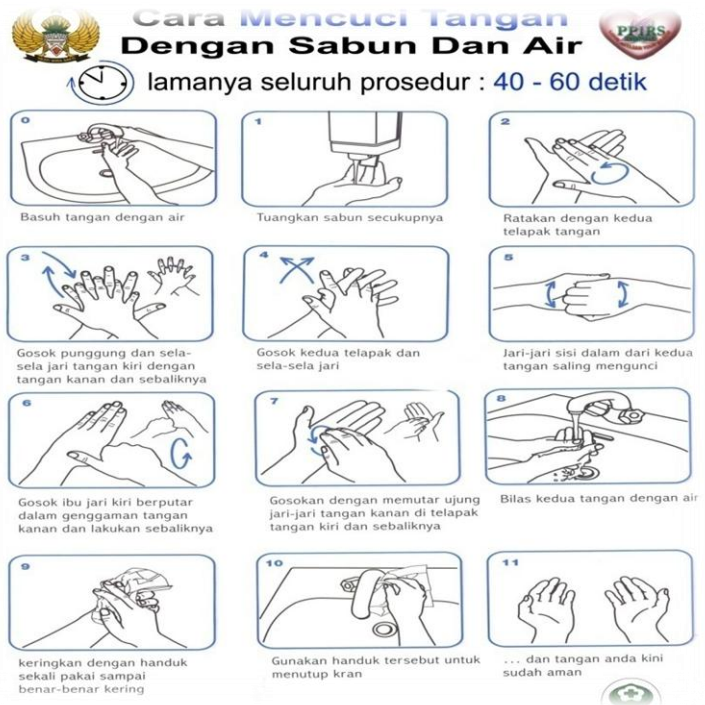 Cara Mencuci Tangan
Dengan Sabun Dan Air
PPIRS
lamanya seluruh prosedur : 40 - 60 detik
0
Basuh tangan dengan air
1
Tuangkan sabun secukupnya
2
Ratakan dengan kedua
telapak tangan
3
Gosok punggung dan sela-
sela jari tangan kiri dengan
tangan kanan dan sebaliknya
4
Gosok kedua telapak dan
sela-sela jari
5
Jari-jari sisi dalam dari kedua
tangan saling mengunci
6
Gosok ibu jari kiri berputar
dalam genggaman tangan
kanan dan lakukan sebaliknya
7
Gosokan dengan memutar ujung
jari-jari tangan kanan di telapak
tangan kiri dan sebaliknya
8
Bilas kedua tangan dengan air
9
keringkan dengan handuk
sekali pakai sampai
benar-benar kering
10
Gunakan handuk tersebut untuk
menutup kran
11
... dan tangan anda kini
sudah aman